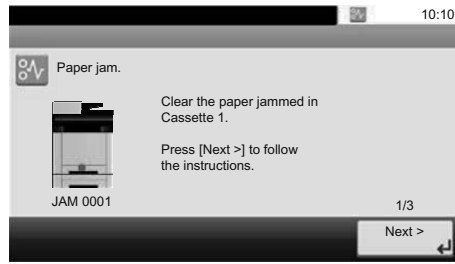 10:10
Paper jam.
Clear the paper jammed in
Cassette 1.
Press [Next >] to follow
the instructions.
JAM 0001
1/3
Next >